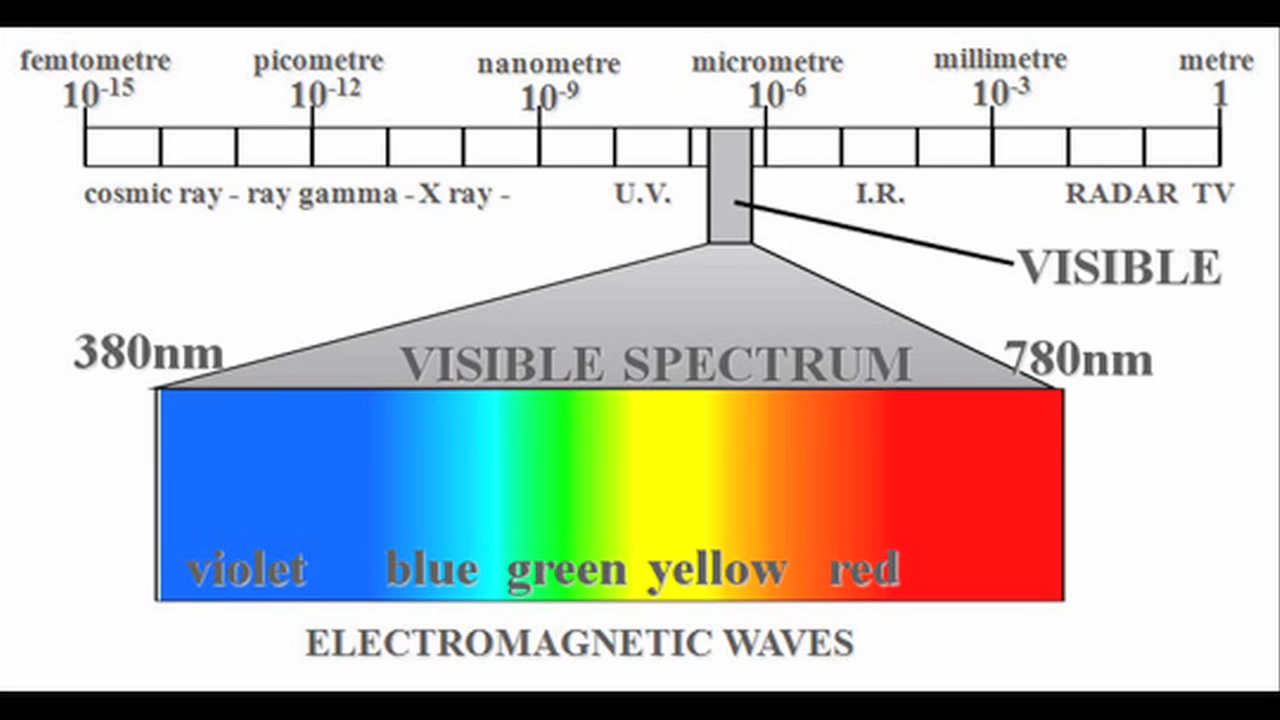 femtometre picometre nanometre micrometre millimetre metre
10-15 10-12 10-9 10-6 10-3 1
cosmic ray - ray gamma - X ray - U.V. I.R. RADAR TV
VISIBLE
380nm VISIBLE SPECTRUM 780nm
violet blue green yellow red
ELECTROMAGNETIC WAVES